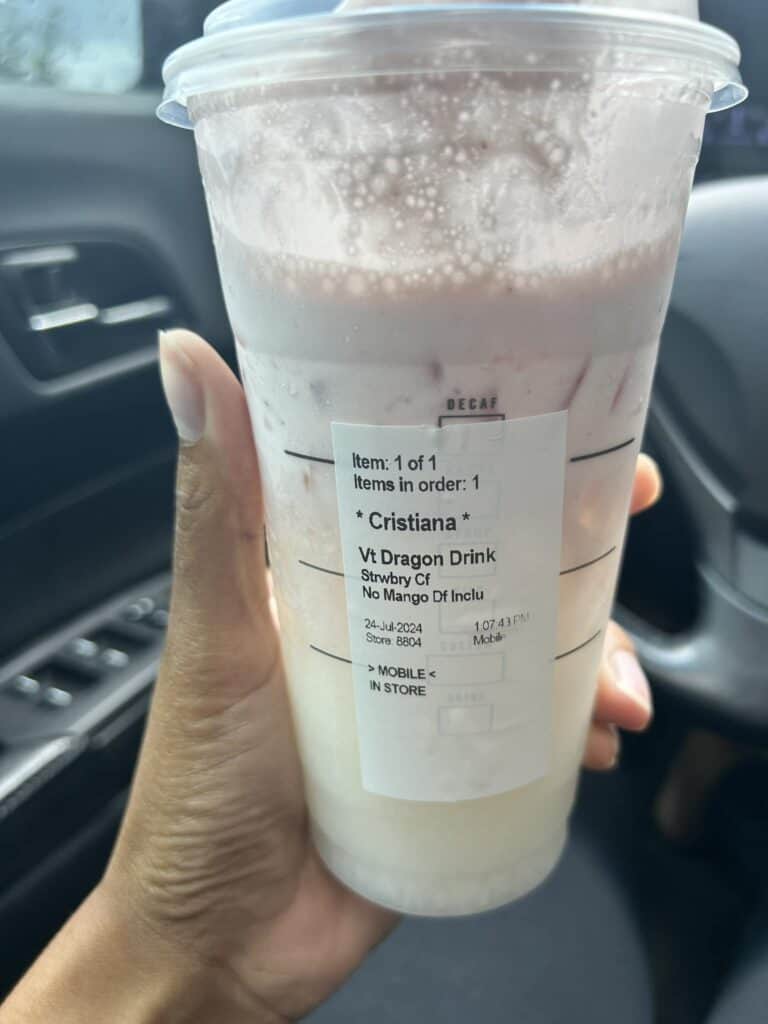 DECAF
Item: 1 of 1
Items in order: 1
* Cristiana *
Vt Dragon Drink
Strwbry Cf
No Mango Df Inclu
24-Jul-2024 1:07:43 PM
Store: 8804 Mobile
> MOBILE <
IN STORE